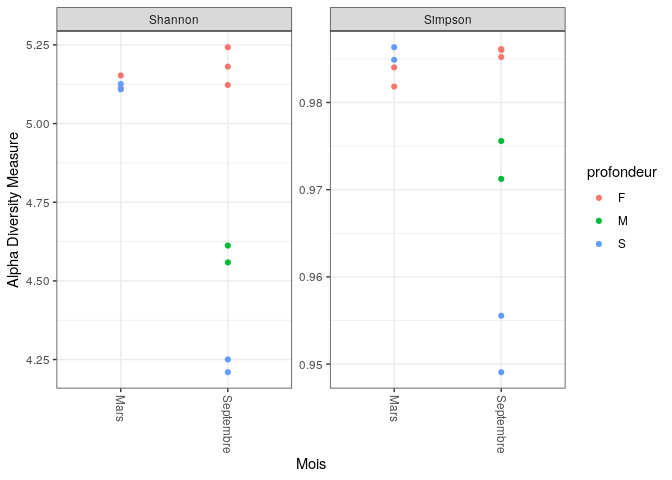 Shannon
Simpson
Alpha Diversity Measure
5.25
5.00
4.75
4.50
4.25
0.98
0.97
0.96
0.95
Mars
Septembre
Mars
Septembre
Mois
profondeur
F
M
S